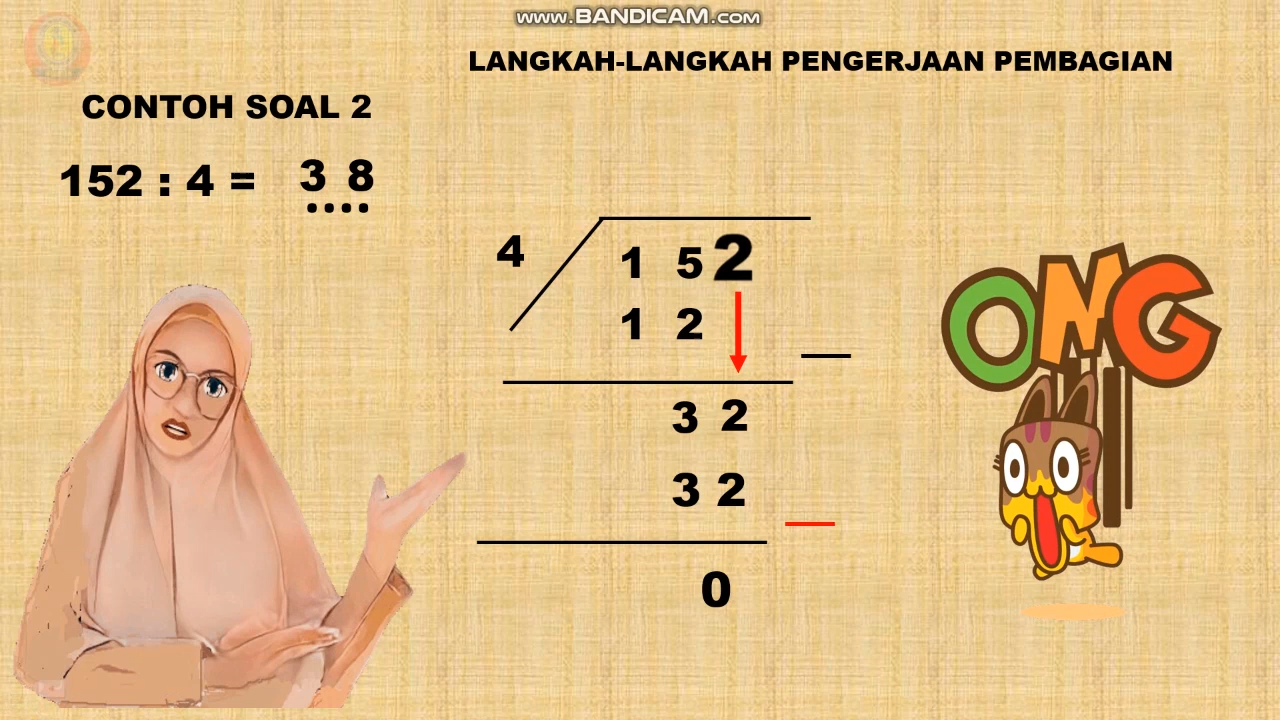 www.BANDICAM.com
LANGKAH-LANGKAH PENGERJAAN PEMBAGIAN
CONTOH SOAL 2
152 : 4 = 3 8
....
4
1 5 2
1 2
3 2
3 2
0
OMG